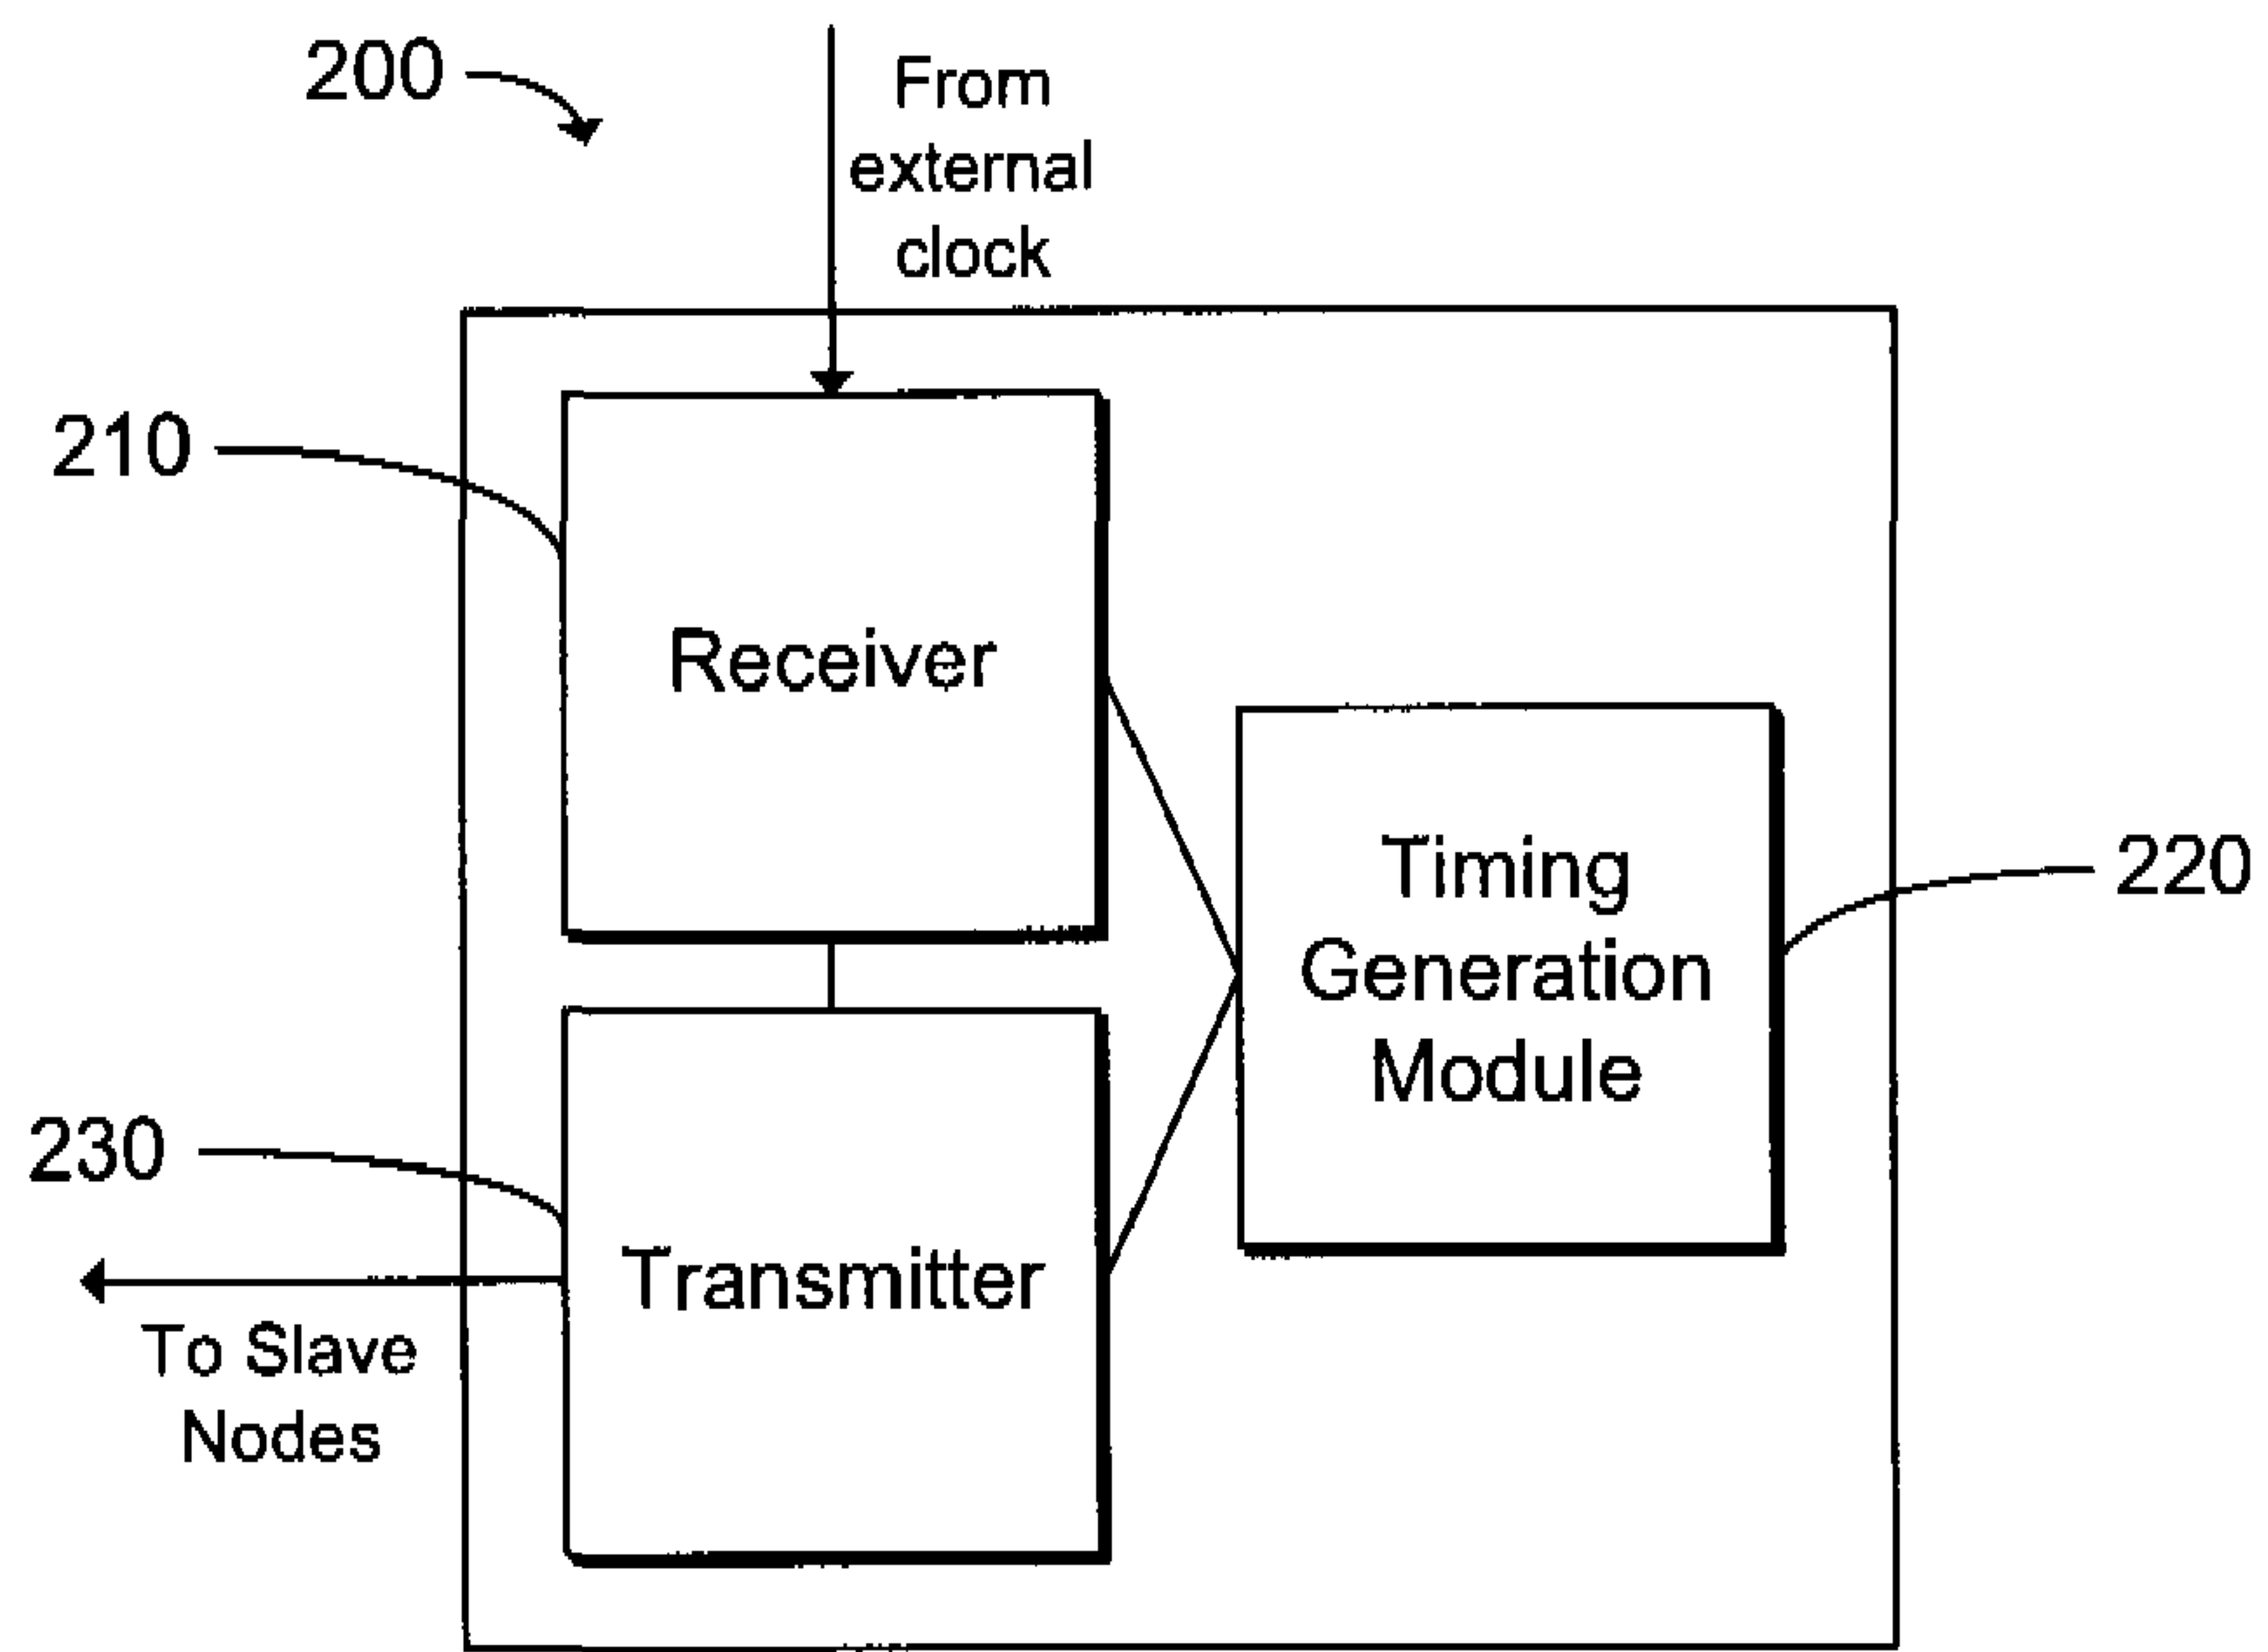 200
From
external
clock
210
Receiver
Timing
Generation
Module
220
230
Transmitter
To Slave
Nodes